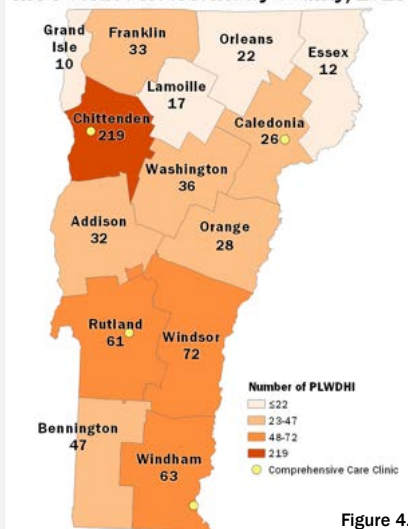 Grand
Isle
10
Franklin
33
Orleans
22
Essex
12
Lamoille
17
Chittenden
219
Caledonia
26
Washington
36
Addison
32
Orange
28
Rutland
61
Windsor
72
Bennington
47
Windham
63
Number of PLWDHI
≤22
23-47
48-72
219
Comprehensive Care Clinic
Figure 4.